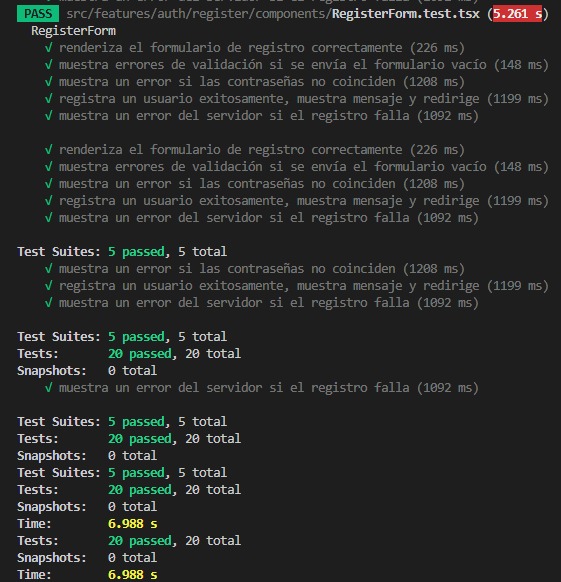 PASS src/features/auth/register/components/RegisterForm.test.tsx (5.261 s)
RegisterForm
√ renderiza el formulario de registro correctamente (226 ms)
√ muestra errores de validación si se envía el formulario vacío (148 ms)
√ muestra un error si las contraseñas no coinciden (1208 ms)
√ registra un usuario exitosamente, muestra mensaje y redirige (1199 ms)
√ muestra un error del servidor si el registro falla (1092 ms)
√ renderiza el formulario de registro correctamente (226 ms)
√ muestra errores de validación si se envía el formulario vacío (148 ms)
√ muestra un error si las contraseñas no coinciden (1208 ms)
√ registra un usuario exitosamente, muestra mensaje y redirige (1199 ms)
√ muestra un error del servidor si el registro falla (1092 ms)
Test Suites: 5 passed, 5 total
√ muestra un error si las contraseñas no coinciden (1208 ms)
√ registra un usuario exitosamente, muestra mensaje y redirige (1199 ms)
√ muestra un error del servidor si el registro falla (1092 ms)
Test Suites: 5 passed, 5 total
Tests: 20 passed, 20 total
Snapshots: 0 total
√ muestra un error del servidor si el registro falla (1092 ms)
Test Suites: 5 passed, 5 total
Tests: 20 passed, 20 total
Snapshots: 0 total
Test Suites: 5 passed, 5 total
Tests: 20 passed, 20 total
Snapshots: 0 total
Time: 6.988 s
Tests: 20 passed, 20 total
Snapshots: 0 total
Time: 6.988 s